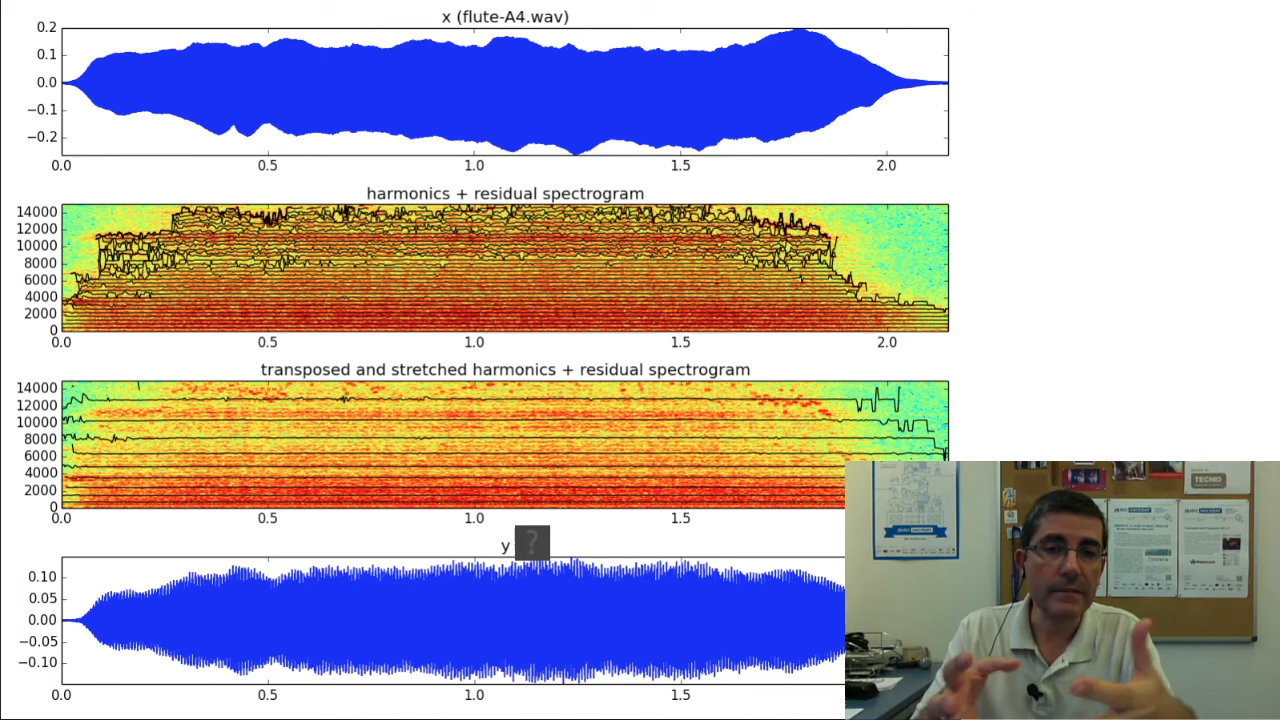 x (flute-A4.wav)
0.2
0.1
0.0
−0.1
−0.2
0.0 0.5 1.0 1.5 2.0
harmonics + residual spectrogram
14000
12000
10000
8000
6000
4000
2000
0
0.0 0.5 1.0 1.5 2.0
transposed and stretched harmonics + residual spectrogram
14000
12000
10000
8000
6000
4000
2000
0
0.0 0.5 1.0 1.5
y ?
0.10
0.05
0.00
−0.05
−0.10
0.0 0.5 1.0 1.5
TECNIO